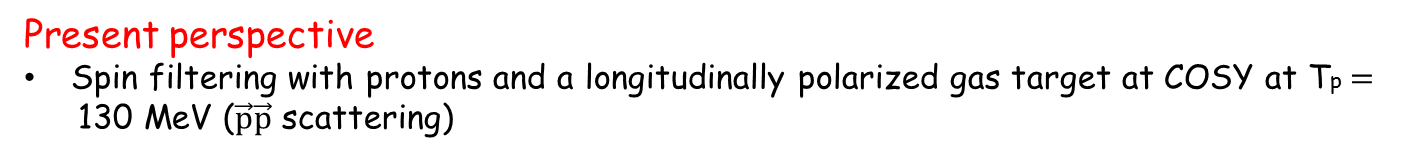 Present perspective
• Spin filtering with protons and a longitudinally polarized gas target at COSY at Tₚ =
130 MeV (p⃗p⃗ scattering)